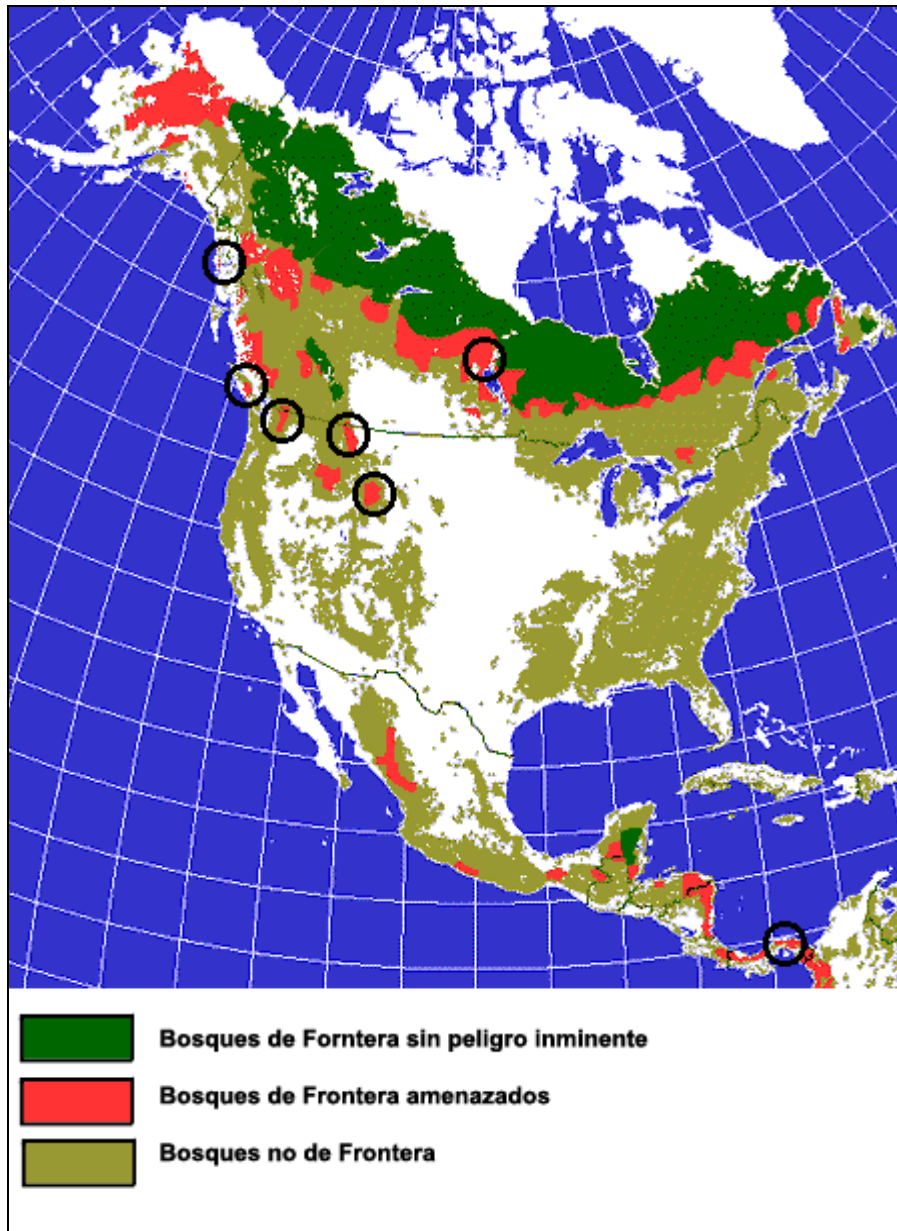 Bosques de Forntera sin peligro inminente
Bosques de Frontera amenazados
Bosques no de Frontera